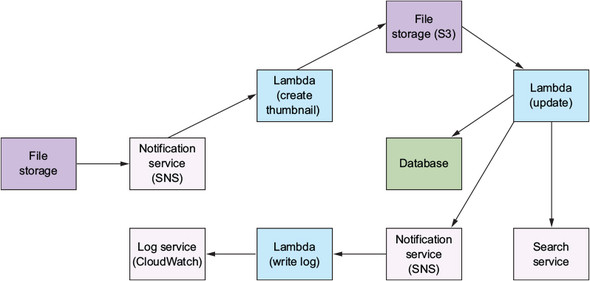 File
storage (S3)
Lambda
(create
thumbnail)
Lambda
(update)
File
storage
Notification
service
(SNS)
Database
Log service
(CloudWatch)
Lambda
(write log)
Notification
service
(SNS)
Search
service